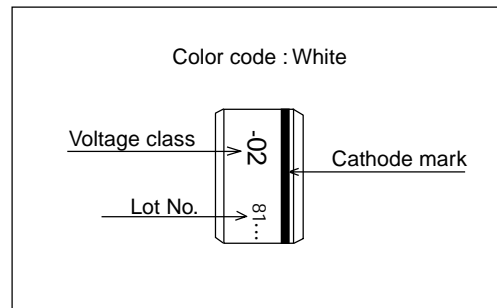 Color code : White
Voltage class
-02
Cathode mark
Lot No.
81...